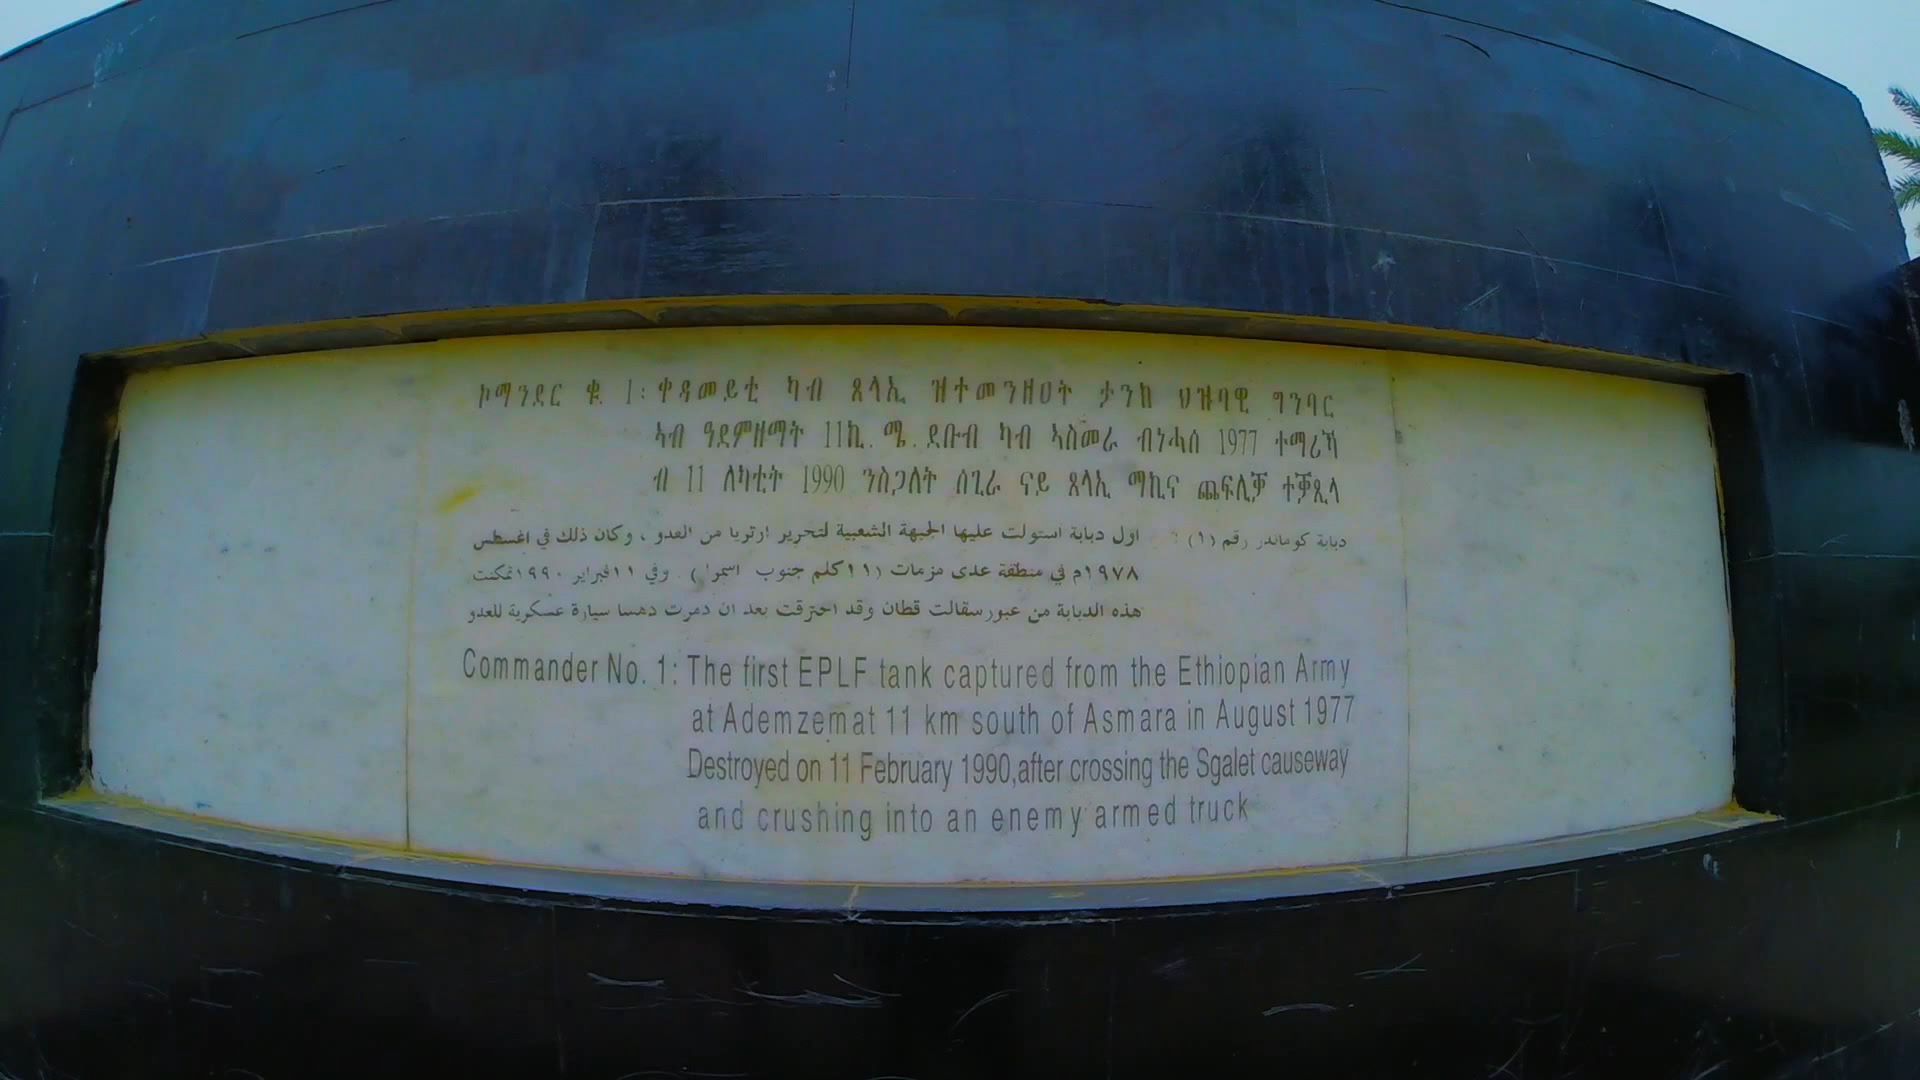 ኮማንደር ቁ. 1: ቀዳመይቲ ካብ ጸላኢ ዝተመንዘዐት ታንክ ህዝባዊ ግንባር
ኣብ ዓደምዘማት 11ኪ.ሜ.ደቡብ ካብ ኣስመራ ብነሓሰ 1977 ተማሪኻ
ብ 11 ለካቲት 1990 ንስጋለት ሰጊራ ናይ ጸላኢ ማኪና ጨፍሊቓ ተቓጺላ
دبابة كوماندر رقم (١) : اول دبابة استولت عليها الجبهة الشعبية لتحرير ارتريا من العدو ، وكان ذلك في اغسطس
١٩٧٨م في منطقة عدى مزمات (١١كلم جنوب اسمرا) وفي ١١فبراير ١٩٩٠تمكنت
هذه الدبابة من عبورسقالت قطان وقد احترقت بعد ان دمرت دهسا سيارة عسكرية للعدو
Commander No. 1: The first EPLF tank captured from the Ethiopian Army
at Ademzemat 11 km south of Asmara in August 1977
Destroyed on 11 February 1990,after crossing the Sgalet causeway
and crushing into an enemy armed truck